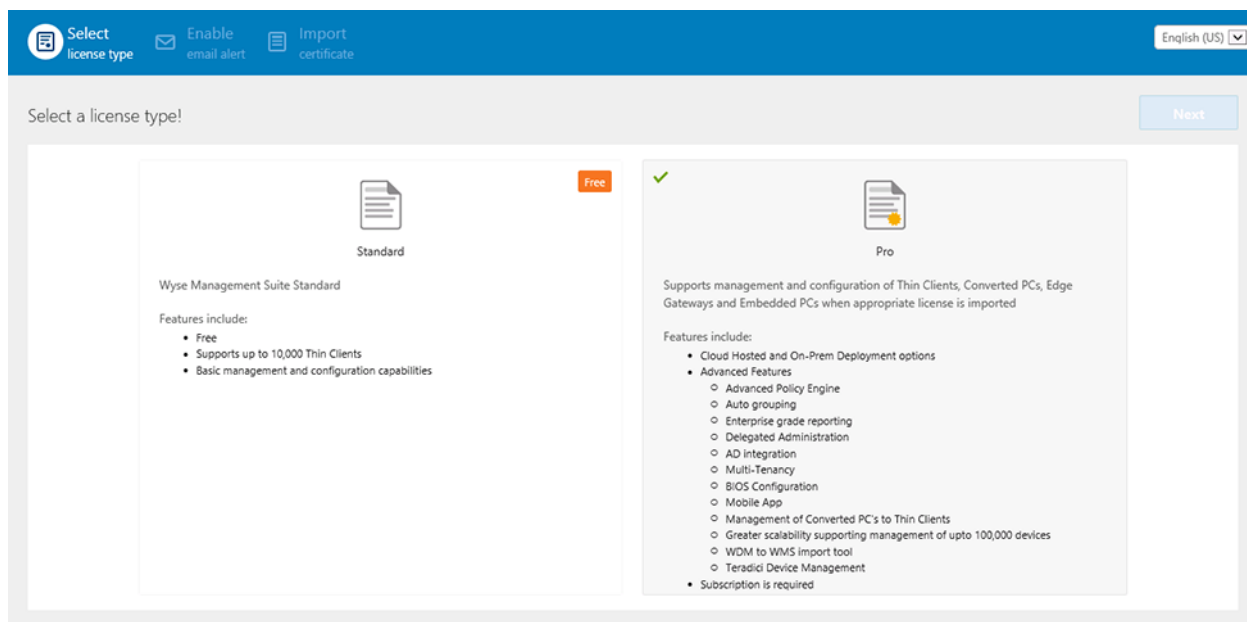 Select
license type
Enable
email alert
Import
certificate
English (US)
Select a license type!
Next
Free
Standard
Wyse Management Suite Standard
Features include:
• Free
• Supports up to 10,000 Thin Clients
• Basic management and configuration capabilities
Pro
Supports management and configuration of Thin Clients, Converted PCs, Edge
Gateways and Embedded PCs when appropriate license is imported
Features include:
• Cloud Hosted and On-Prem Deployment options
• Advanced Features
○ Advanced Policy Engine
○ Auto grouping
○ Enterprise grade reporting
○ Delegated Administration
○ AD integration
○ Multi-Tenancy
○ BIOS Configuration
○ Mobile App
○ Management of Converted PC's to Thin Clients
○ Greater scalability supporting management of upto 100,000 devices
○ WDM to WMS import tool
○ Teradici Device Management
• Subscription is required